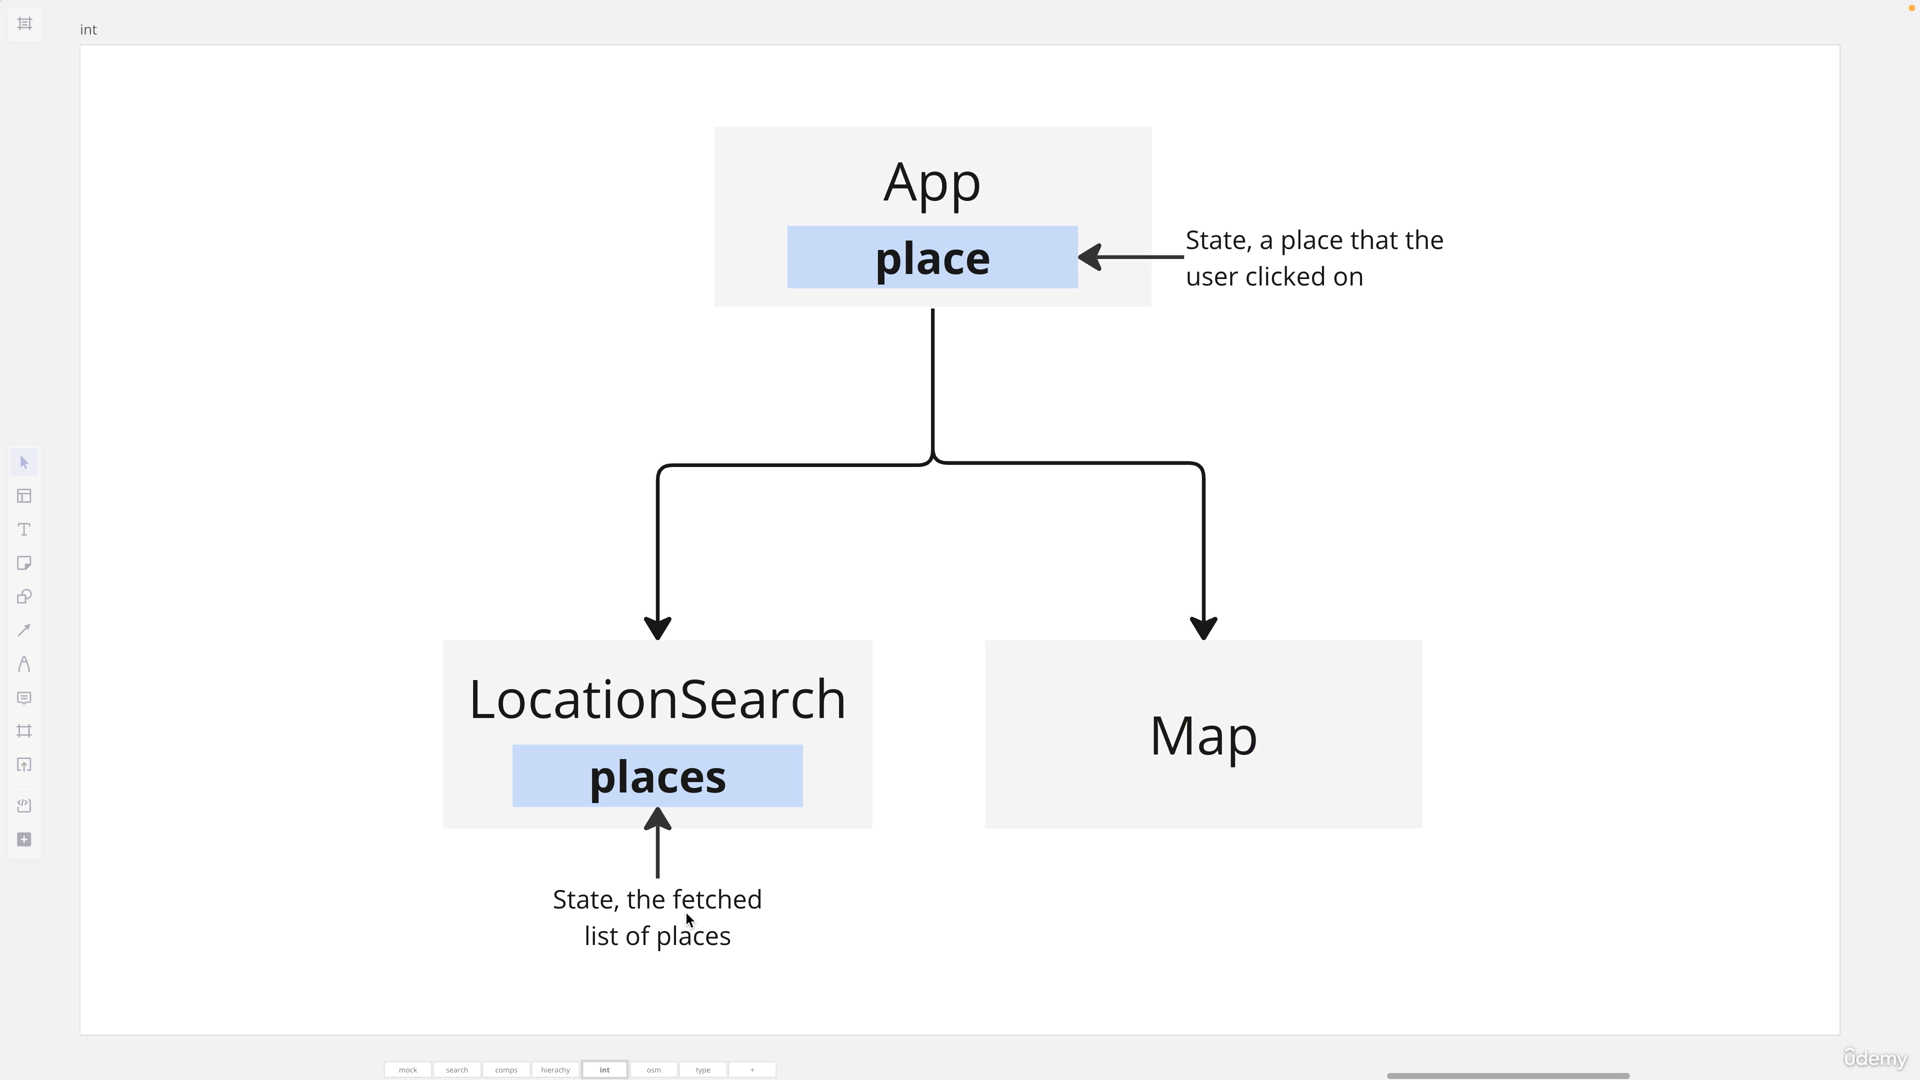 int
App
place
State, a place that the
user clicked on
LocationSearch
places
Map
State, the fetched
list of places
mock
search
comps
hierachy
int
osm
type
+
ûdemy